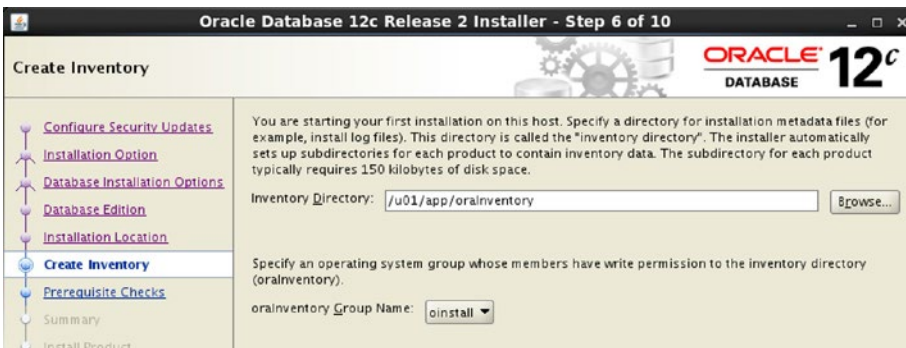 Oracle Database 12c Release 2 Installer - Step 6 of 10
Create Inventory
ORACLE
DATABASE
12c
Configure Security Updates
Installation Option
Database Installation Options
Database Edition
Installation Location
Create Inventory
Prerequisite Checks
Summary
Install Product
You are starting your first installation on this host. Specify a directory for installation metadata files (for
example, install log files). This directory is called the "inventory directory". The installer automatically
sets up subdirectories for each product to contain inventory data. The subdirectory for each product
typically requires 150 kilobytes of disk space.
Inventory Directory: /u01/app/oraInventory Browse...
Specify an operating system group whose members have write permission to the inventory directory
(oraInventory).
oraInventory Group Name: oinstall